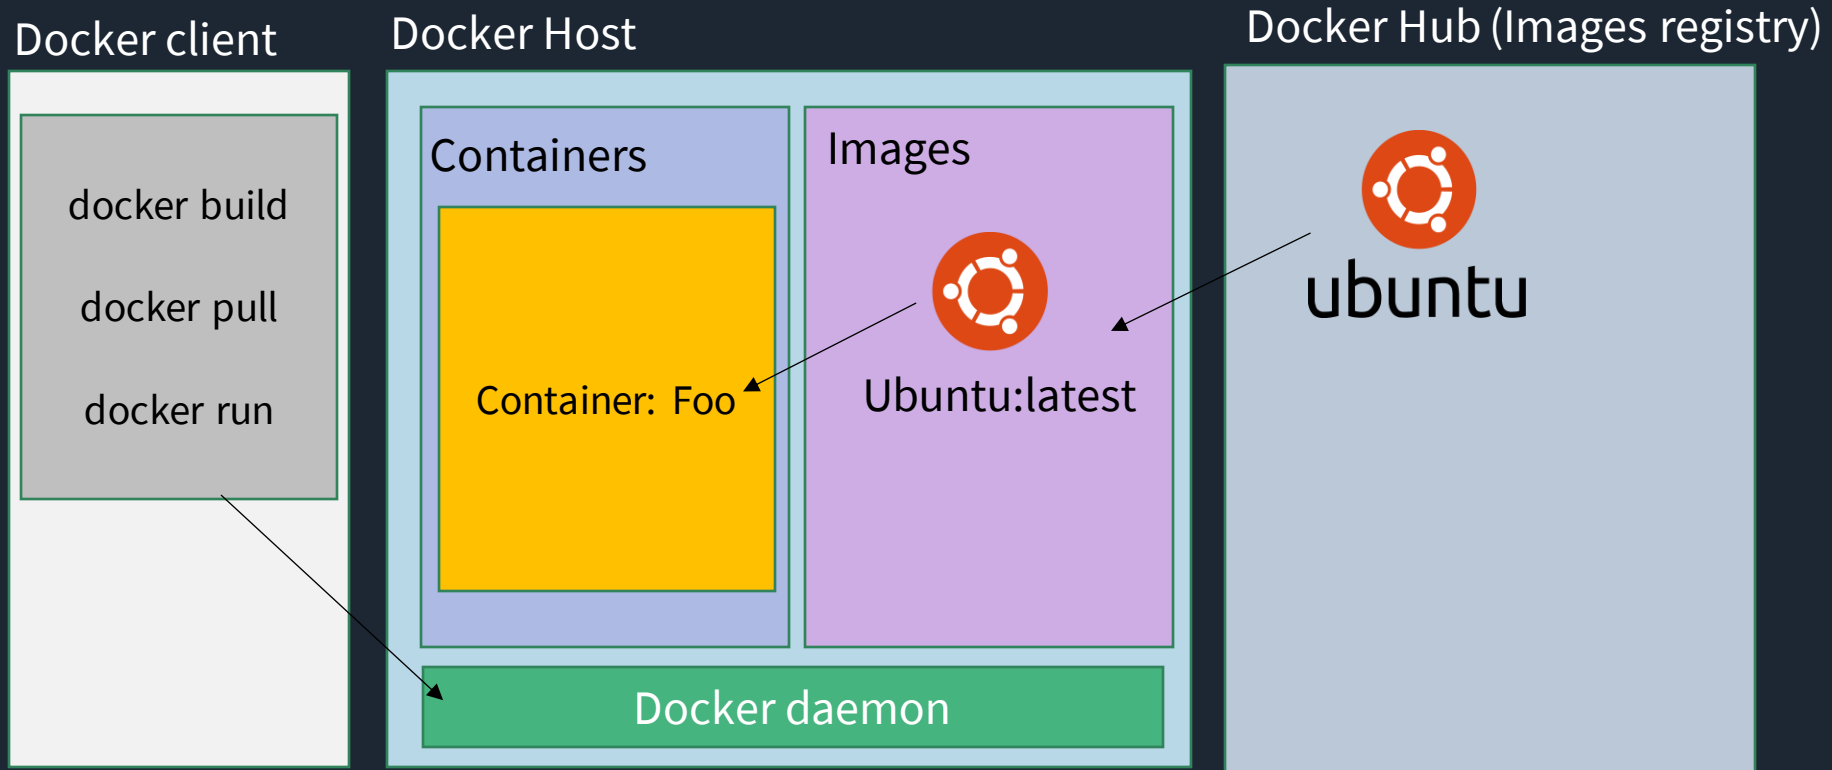 Docker client
docker build
docker pull
docker run
Docker Host
Containers
Container: Foo
Images
Ubuntu:latest
Docker daemon
Docker Hub (Images registry)
ubuntu